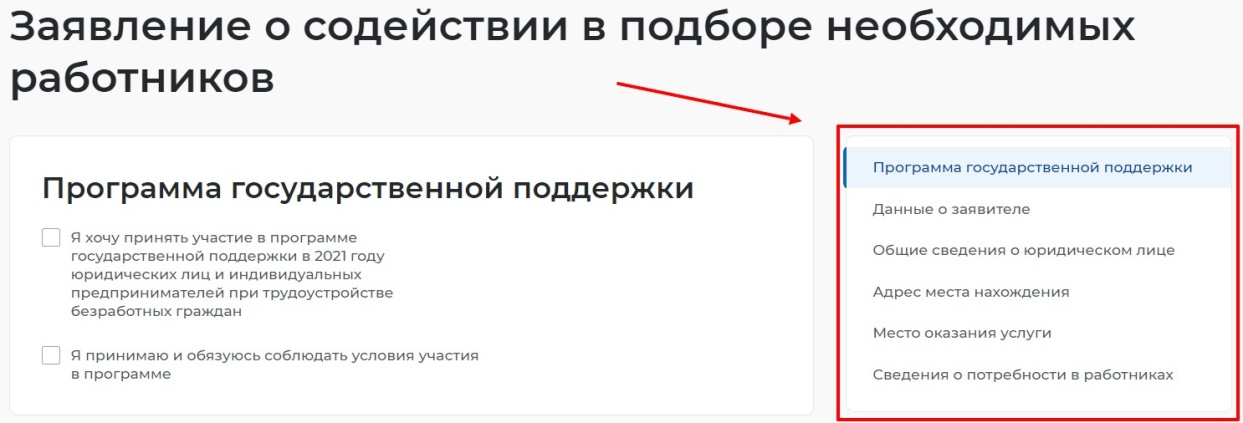 Заявление о содействии в подборе необходимых
работников
Программа государственной поддержки
Я хочу принять участие в программе
государственной поддержки в 2021 году
юридических лиц и индивидуальных
предпринимателей при трудоустройстве
безработных граждан
Я принимаю и обязуюсь соблюдать условия участия
в программе
Программа государственной поддержки
Данные о заявителе
Общие сведения о юридическом лице
Адрес места нахождения
Место оказания услуги
Сведения о потребности в работниках